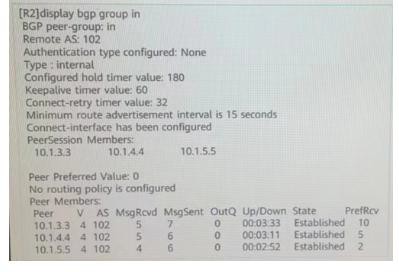 [R2]display bgp group in
BGP peer-group: in
Remote AS: 102
Authentication type configured: None
Type : internal
Configured hold timer value: 180
Keepalive timer value: 60
Connect-retry timer value: 32
Minimum route advertisement interval is 15 seconds
Connect-interface has been configured
PeerSession Members:
10.1.3.3 10.1.4.4 10.1.5.5
Peer Preferred Value: 0
No routing policy is configured
Peer Members:
Peer V AS MsgRcvd MsgSent OutQ Up/Down State PrefRcv
10.1.3.3 4 102 5 7 0 00:03:33 Established 10
10.1.4.4 4 102 5 6 0 00:03:11 Established 5
10.1.5.5 4 102 4 6 0 00:02:52 Established 2